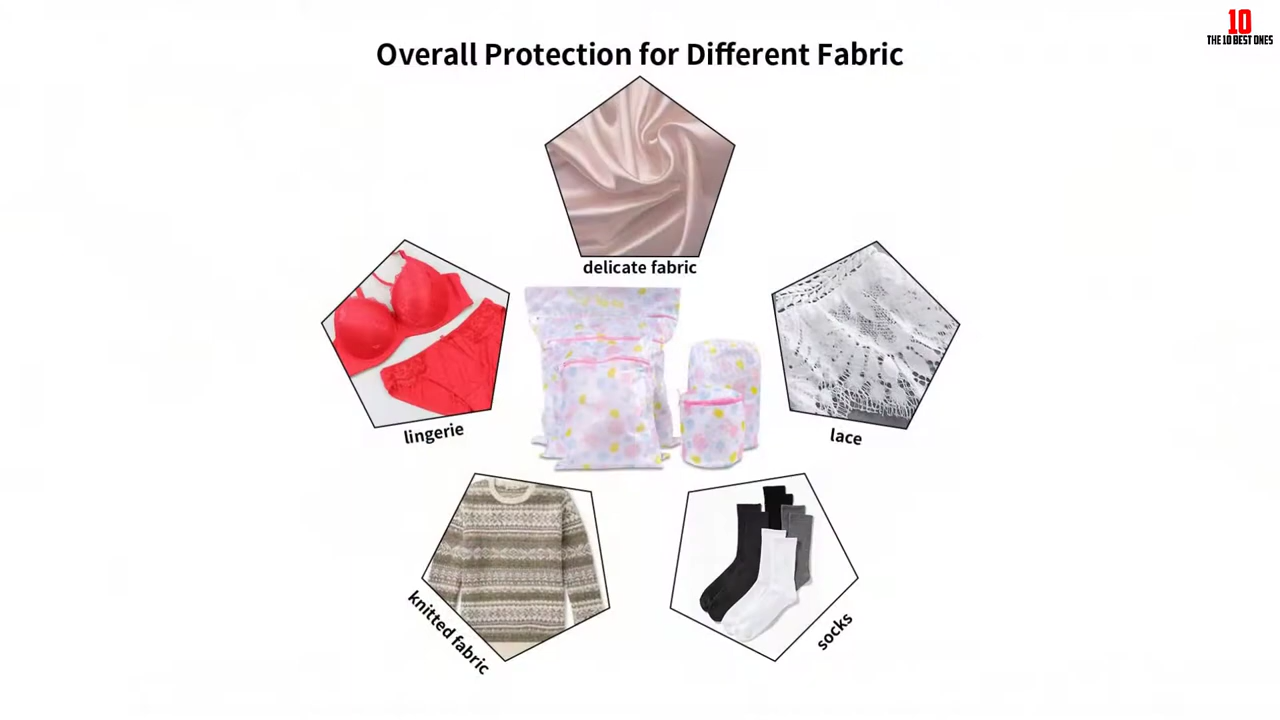 10
THE 10 BEST ONES
Overall Protection for Different Fabric
delicate fabric
lingerie
lace
knitted fabric
socks